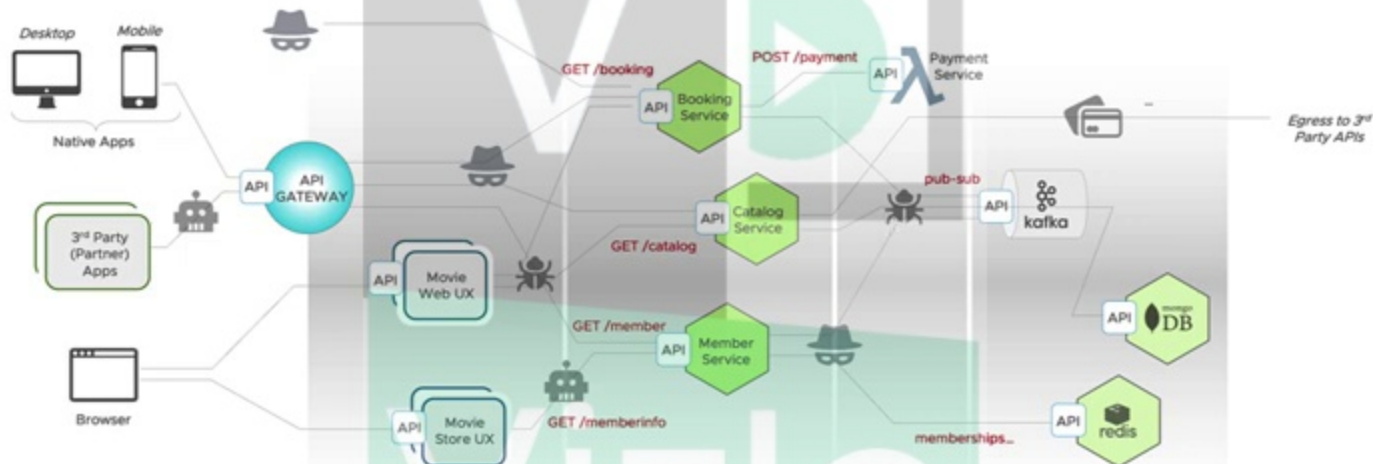 Desktop
Mobile
Native Apps
API
API
GATEWAY
3rd Party
(Partner)
Apps
Browser
API
Movie
Web UX
API
Movie
Store UX
GET /booking
API
Booking
Service
POST /payment
API
Payment
Service
API
Catalog
Service
GET /catalog
GET /member
API
Member
Service
GET /memberinfo
pub-sub
API
kafka
Egress to 3rd
Party APIs
API
mongo
DB
API
redis
memberships...